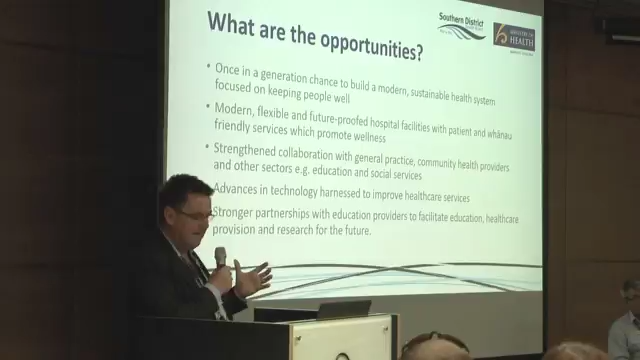 What are the opportunities?
Southern District
HEALTH
• Once in a generation chance to build a modern, sustainable health system
focused on keeping people well
• Modern, flexible and future-proofed hospital facilities with patient and whānau
friendly services which promote wellness
• Strengthened collaboration with general practice, community health providers
and other sectors e.g. education and social services
Advances in technology harnessed to improve healthcare services
Stronger partnerships with education providers to facilitate education, healthcare
provision and research for the future.